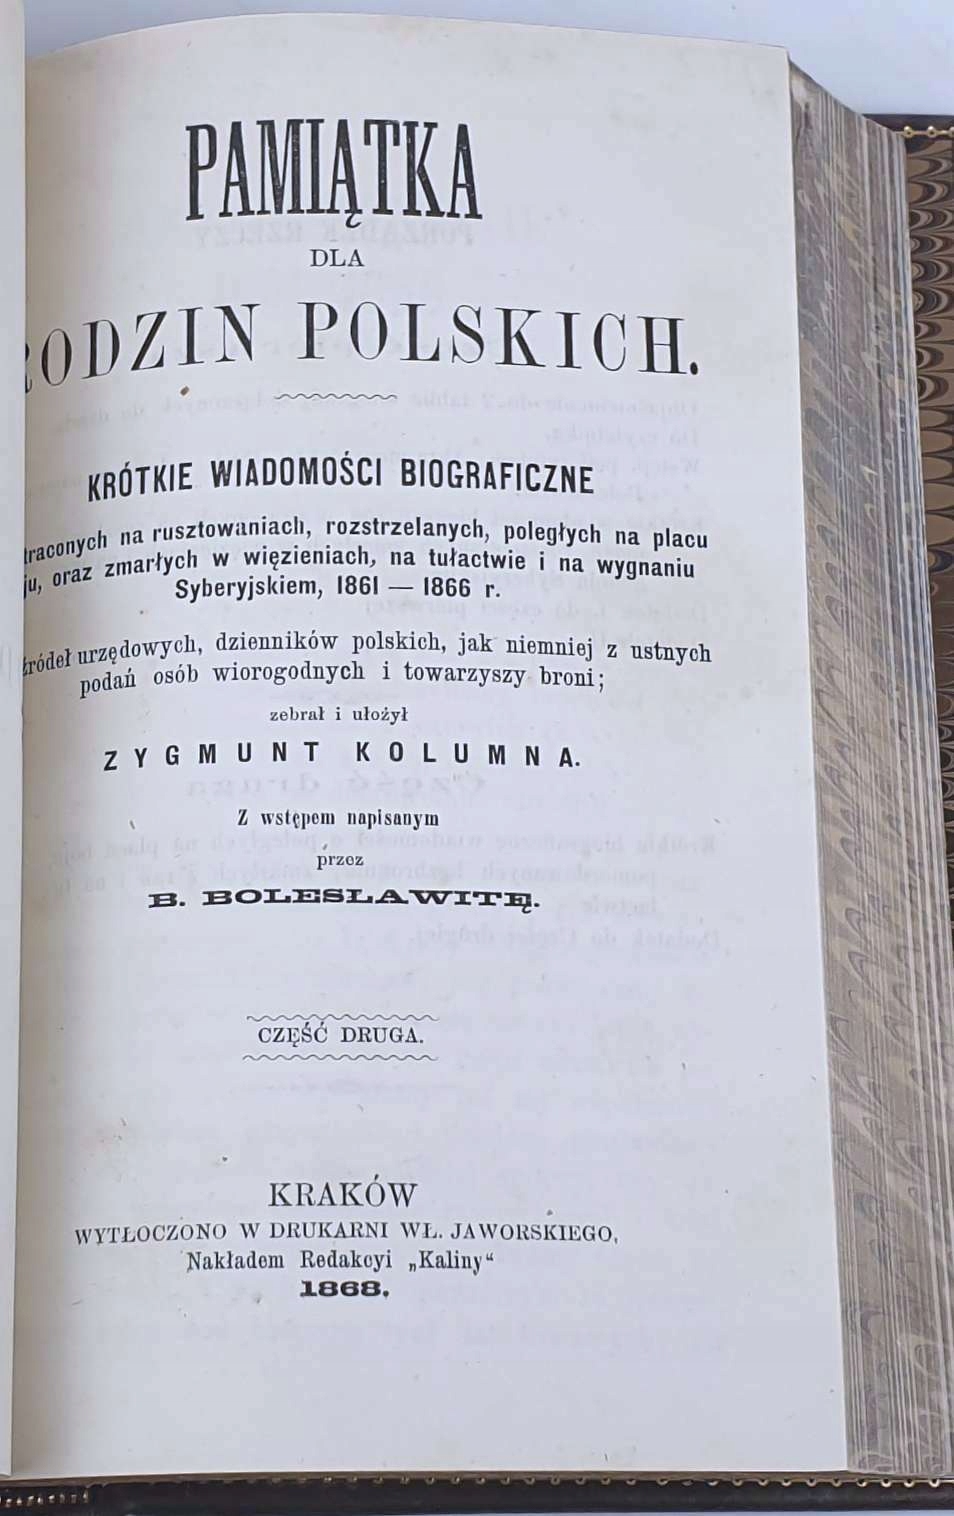 PAMIĄTKA
DLA
RODZIN POLSKICH.
KRÓTKIE WIADOMOŚCI BIOGRAFICZNE
traconych na rusztowaniach, rozstrzelanych, poległych na placu
ju, oraz zmarłych w więzieniach, na tułactwie i na wygnaniu
Syberyjskiem, 1861 — 1866 r.
źródeł urzędowych, dzienników polskich, jak niemniej z ustnych
podań osób wiorogodnych i towarzyszy broni;
zebrał i ułożył
ZYGMUNT KOLUMNA.
Z wstępem napisanym
przez
B. BOLESŁAWITĘ.
CZĘŚĆ DRUGA.
KRAKÓW
WYTŁOCZONO W DRUKARNI WŁ. JAWORSKIEGO,
Nakładem Redakcyi „Kaliny“
1868.